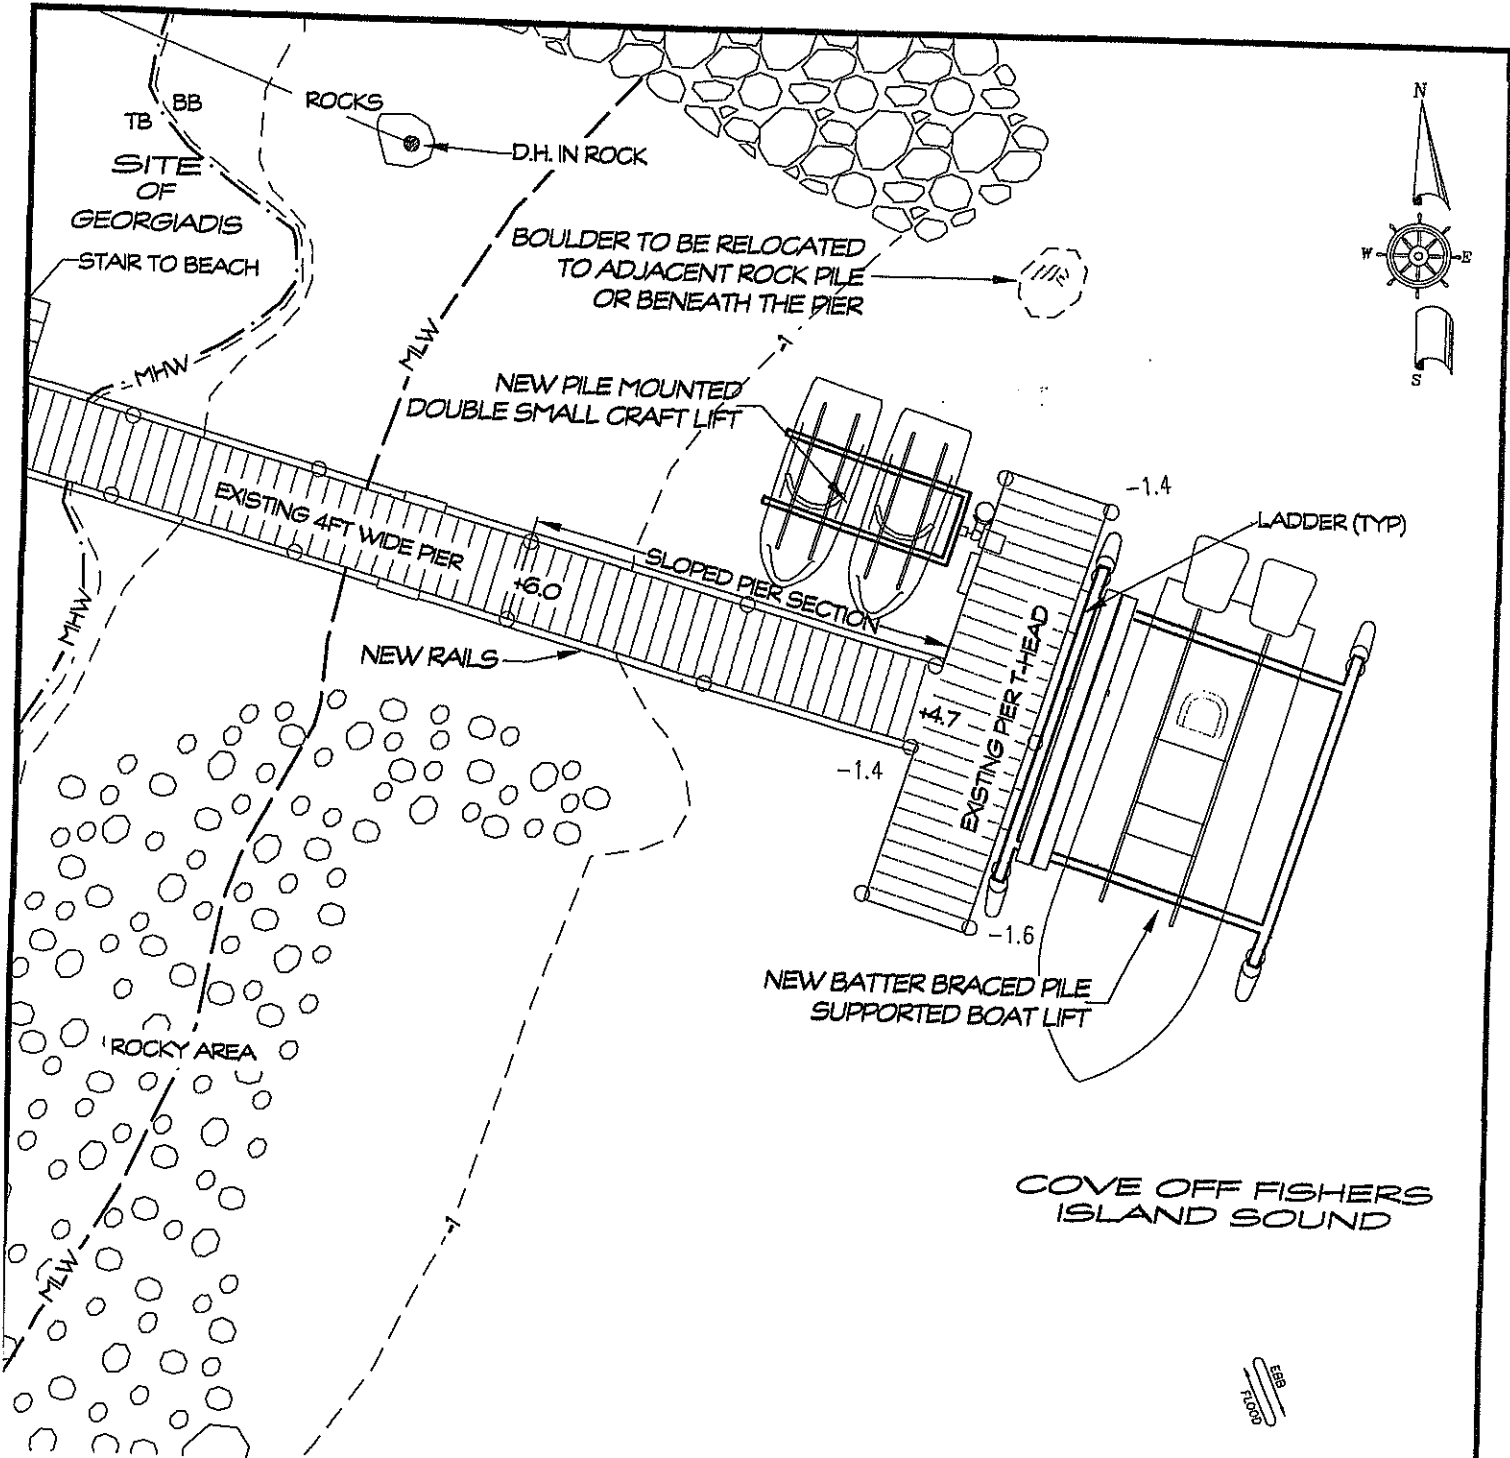 N
ROCKS
BB
TB
D.H. IN ROCK
SITE
OF
GEORGIADIS
STAIR TO BEACH
BOULDER TO BE RELOCATED
TO ADJACENT ROCK PILE
OR BENEATH THE PIER
W
E
S
MLW
-1
MHW
NEW PILE MOUNTED
DOUBLE SMALL CRAFT LIFT
-1.4
LADDER (TYP)
EXISTING 4FT WIDE PIER
+6.0
SLOPED PIER SECTION
MHW
NEW RAILS
EXISTING PIER T-HEAD
+4.7
-1.4
-1.6
NEW BATTER BRACED PILE
SUPPORTED BOAT LIFT
ROCKY AREA
COVE OFF FISHERS
ISLAND SOUND
-1
MLW
EBB
FLOOD